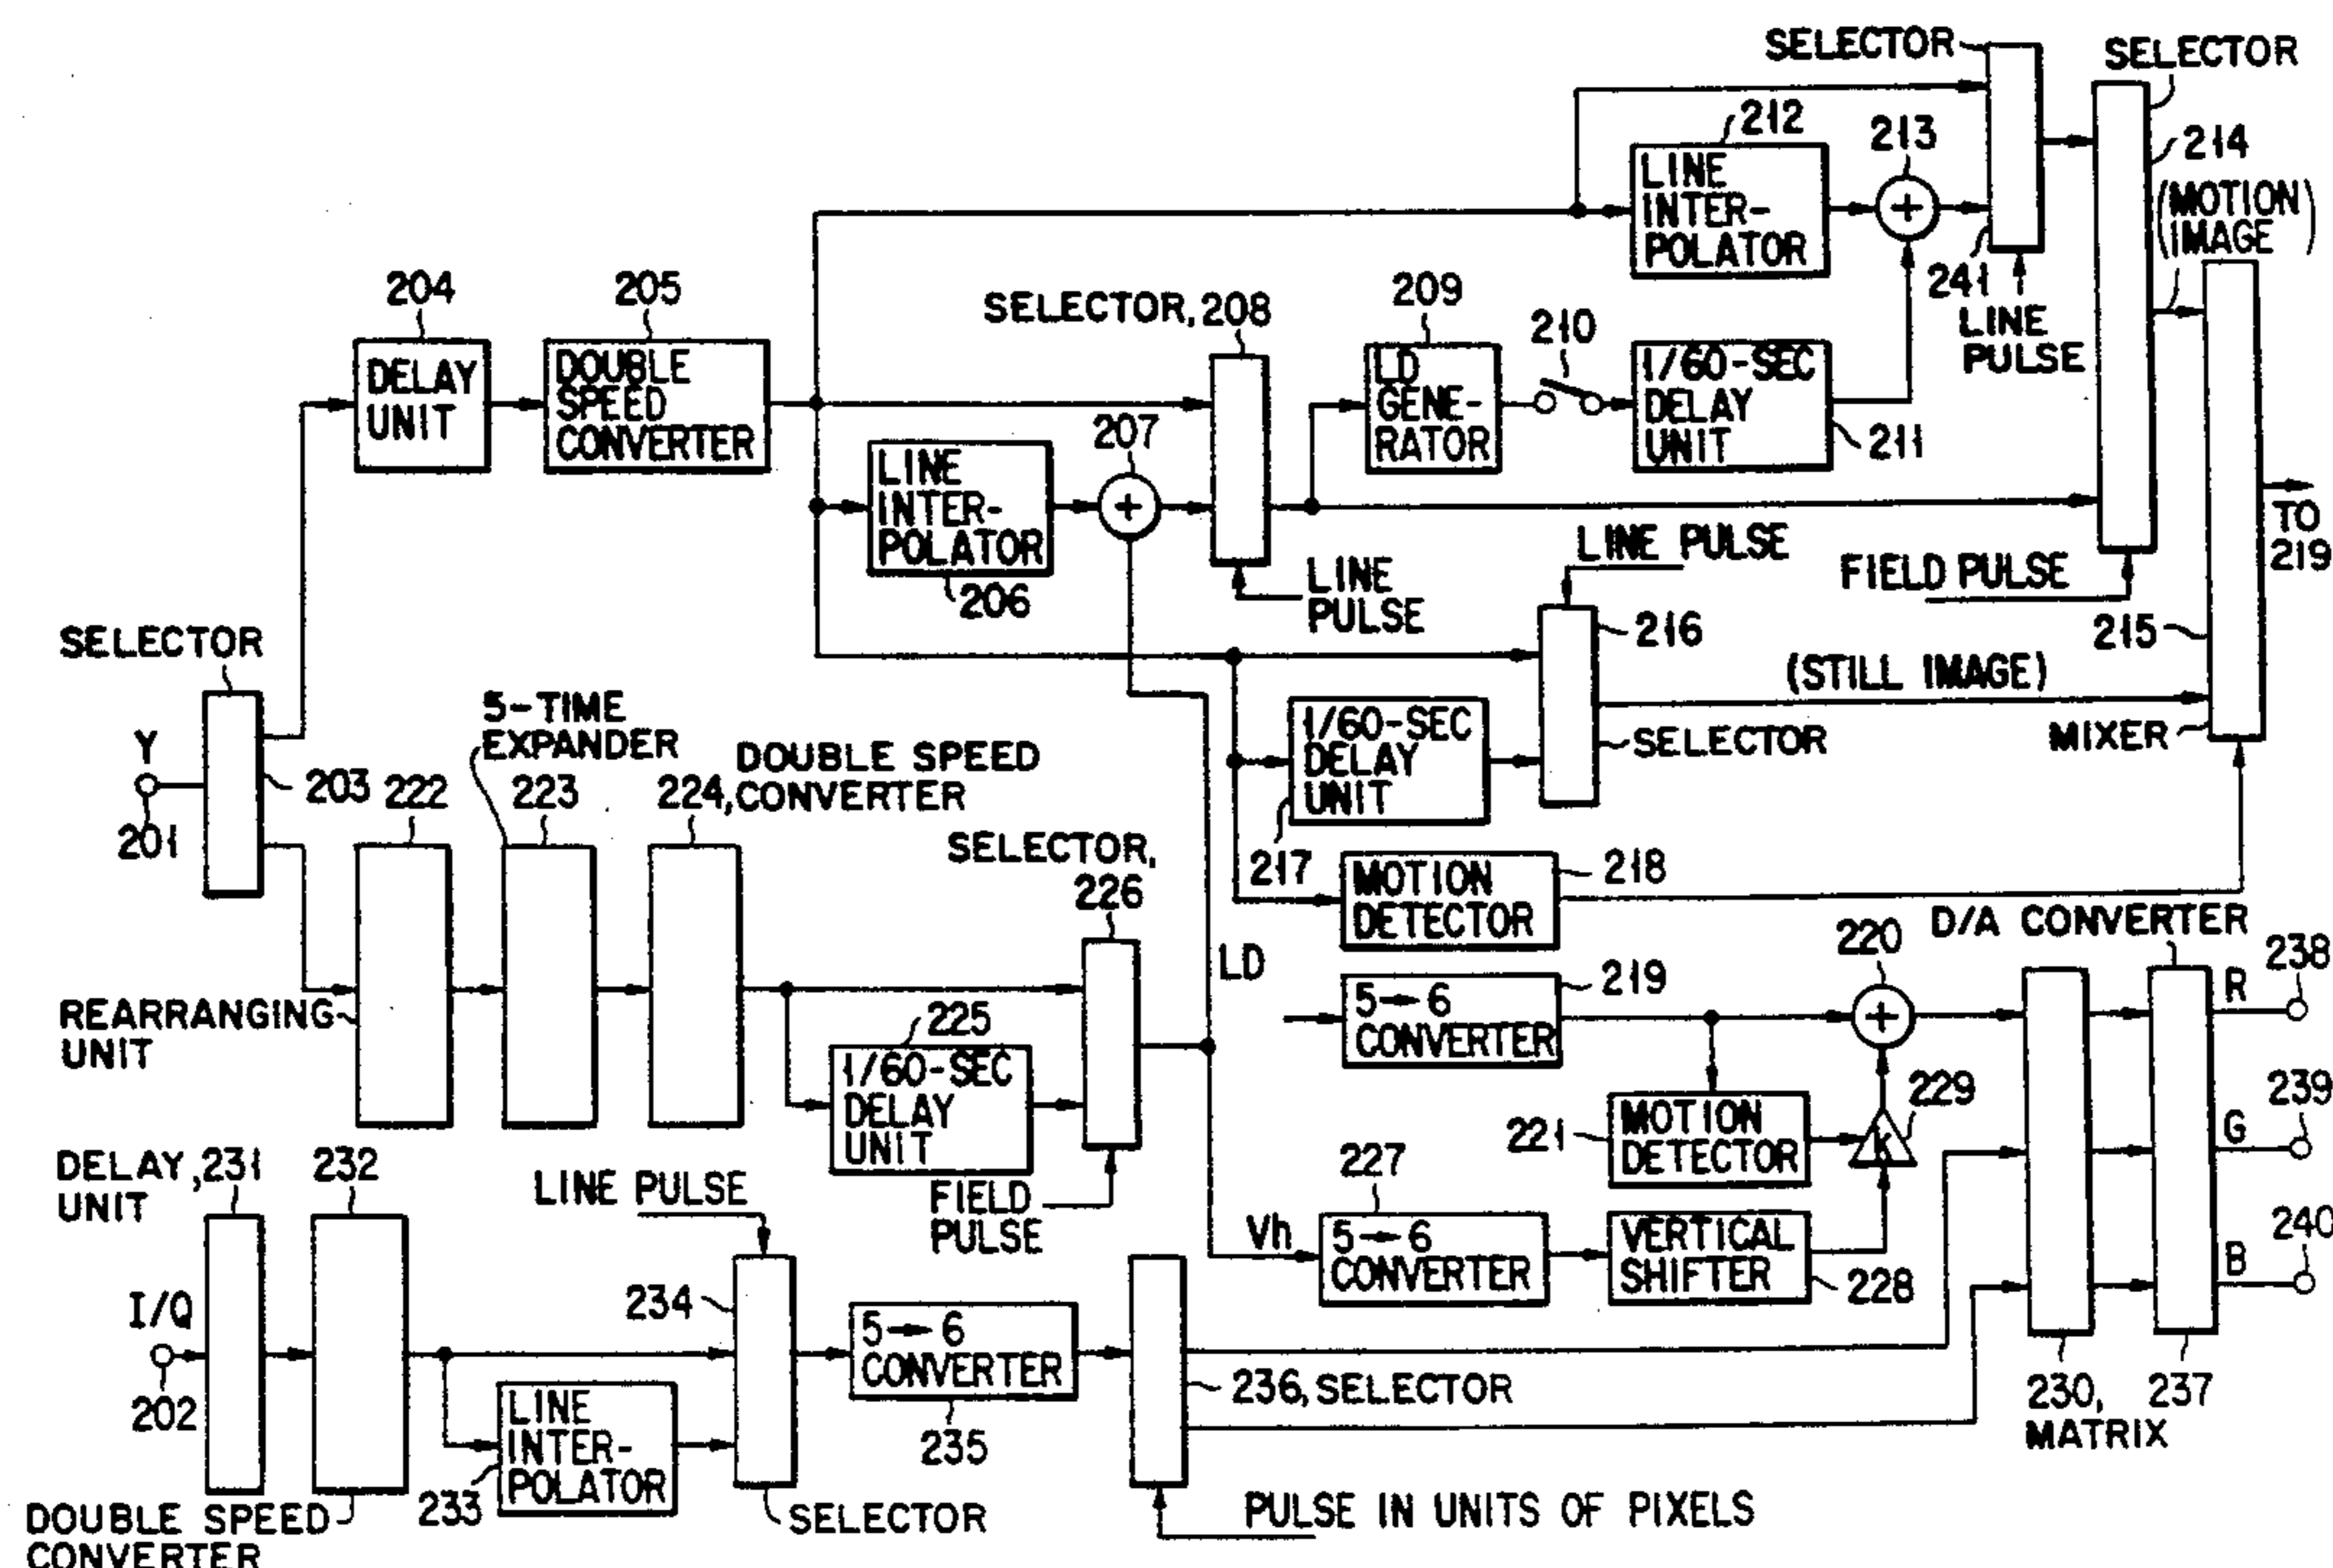 SELECTOR
SELECTOR
212
213
214
LINE
INTER-
POLATOR
(MOTION)
IMAGE
241
LINE
PULSE
204
205
SELECTOR, 208
209
210
DELAY
UNIT
DOUBLE
SPEED
CONVERTER
LD
GENE-
RATOR
1/60-SEC
DELAY
UNIT
211
207
LINE
INTER-
POLATOR
206
LINE
PULSE
LINE PULSE
FIELD PULSE
TO
219
SELECTOR
216
215
(STILL IMAGE)
5-TIME
EXPANDER
Y
201
203
222
223
224,
DOUBLE SPEED
CONVERTER
1/60-SEC
DELAY
UNIT
217
SELECTOR
MIXER
SELECTOR,
226
MOTION
DETECTOR
218
D/A CONVERTER
LD
220
238
REARRANGING
UNIT
225
1/60-SEC
DELAY
UNIT
5→6
CONVERTER
219
R
239
G
229
K
221
MOTION
DETECTOR
DELAY,
UNIT
231
232
LINE PULSE
FIELD
PULSE
227
Vh
5→6
CONVERTER
VERTICAL
SHIFTER
228
240
B
I/Q
202
234
5→6
CONVERTER
235
236, SELECTOR
230,
MATRIX
237
LINE
INTER-
POLATOR
233
SELECTOR
DOUBLE SPEED
CONVERTER
PULSE IN UNITS OF PIXELS